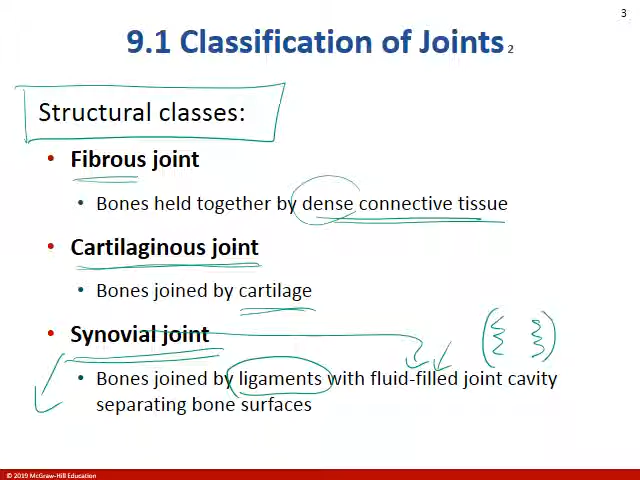 3
9.1 Classification of Joints 2
Structural classes:
• Fibrous joint
• Bones held together by dense connective tissue
• Cartilaginous joint
• Bones joined by cartilage
• Synovial joint
• Bones joined by ligaments with fluid-filled joint cavity
separating bone surfaces
© 2019 McGraw-Hill Education